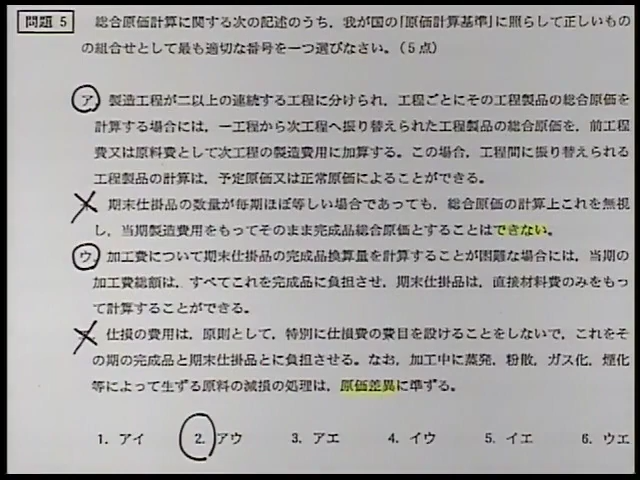 問題 5 総合原価計算に関する次の記述のうち，我が国の「原価計算基準」に照らして正しいもの
の組合せとして最も適切な番号を一つ選びなさい。（5点）
ア 製造工程が二以上の連続する工程に分けられ，工程ごとにその工程製品の総合原価を
計算する場合には，一工程から次工程へ振り替えられた工程製品の総合原価を，前工程
費又は原料費として次工程の製造費用に加算する。この場合，工程間に振り替えられる
工程製品の計算は，予定原価又は正常原価によることができる。
期末仕掛品の数量が毎期ほぼ等しい場合であっても，総合原価の計算上これを無視
し，当期製造費用をもってそのまま完成品総合原価とすることはできない。
ウ 加工費について期末仕掛品の完成品換算量を計算することが困難な場合には，当期の
加工費総額は，すべてこれを完成品に負担させ，期末仕掛品は，直接材料費のみをもっ
て計算することができる。
仕損の費用は，原則として，特別に仕損費の費目を設けることをしないで，これをそ
の期の完成品と期末仕掛品とに負担させる。なお，加工中に蒸発，粉散，ガス化，煙化
等によって生ずる原料の減損の処理は，原価差異に準ずる。
1. アイ 2. アウ 3. アエ 4. イウ 5. イエ 6. ウエ